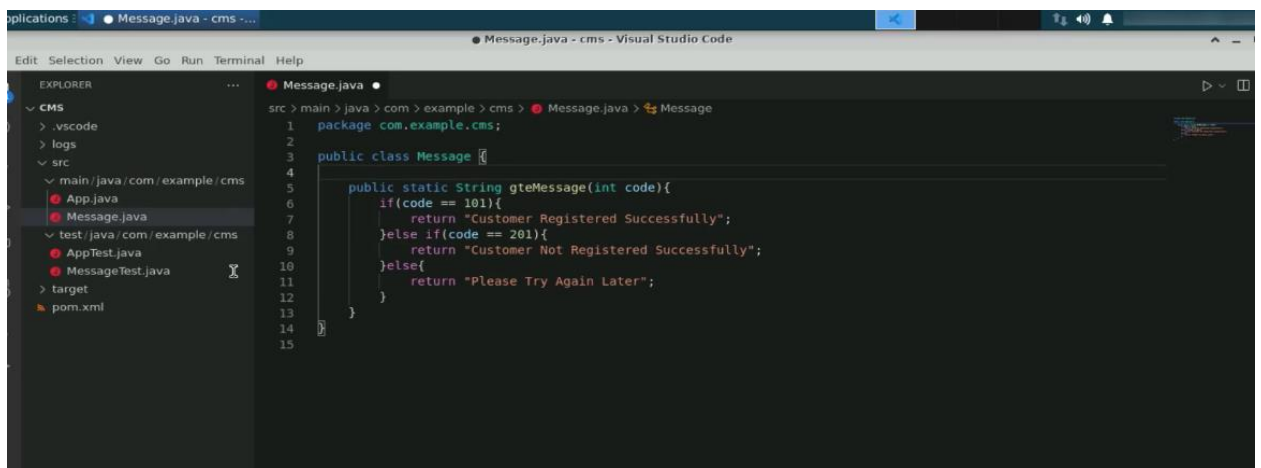 plications : Message.java - cms -...
Message.java - cms - Visual Studio Code
Edit Selection View Go Run Terminal Help
EXPLORER ...
Message.java
CMS
src > main > java > com > example > cms > Message.java > Message
> .vscode
> logs
src
main/java/com/example/cms
App.java
Message.java
test/java/com/example/cms
AppTest.java
MessageTest.java
> target
pom.xml
1 package com.example.cms;
2
3 public class Message {
4
5 public static String gteMessage(int code){
6 if(code == 101){
7 return "Customer Registered Successfully";
8 }else if(code == 201){
9 return "Customer Not Registered Successfully";
10 }else{
11 return "Please Try Again Later";
12 }
13 }
14 }
15